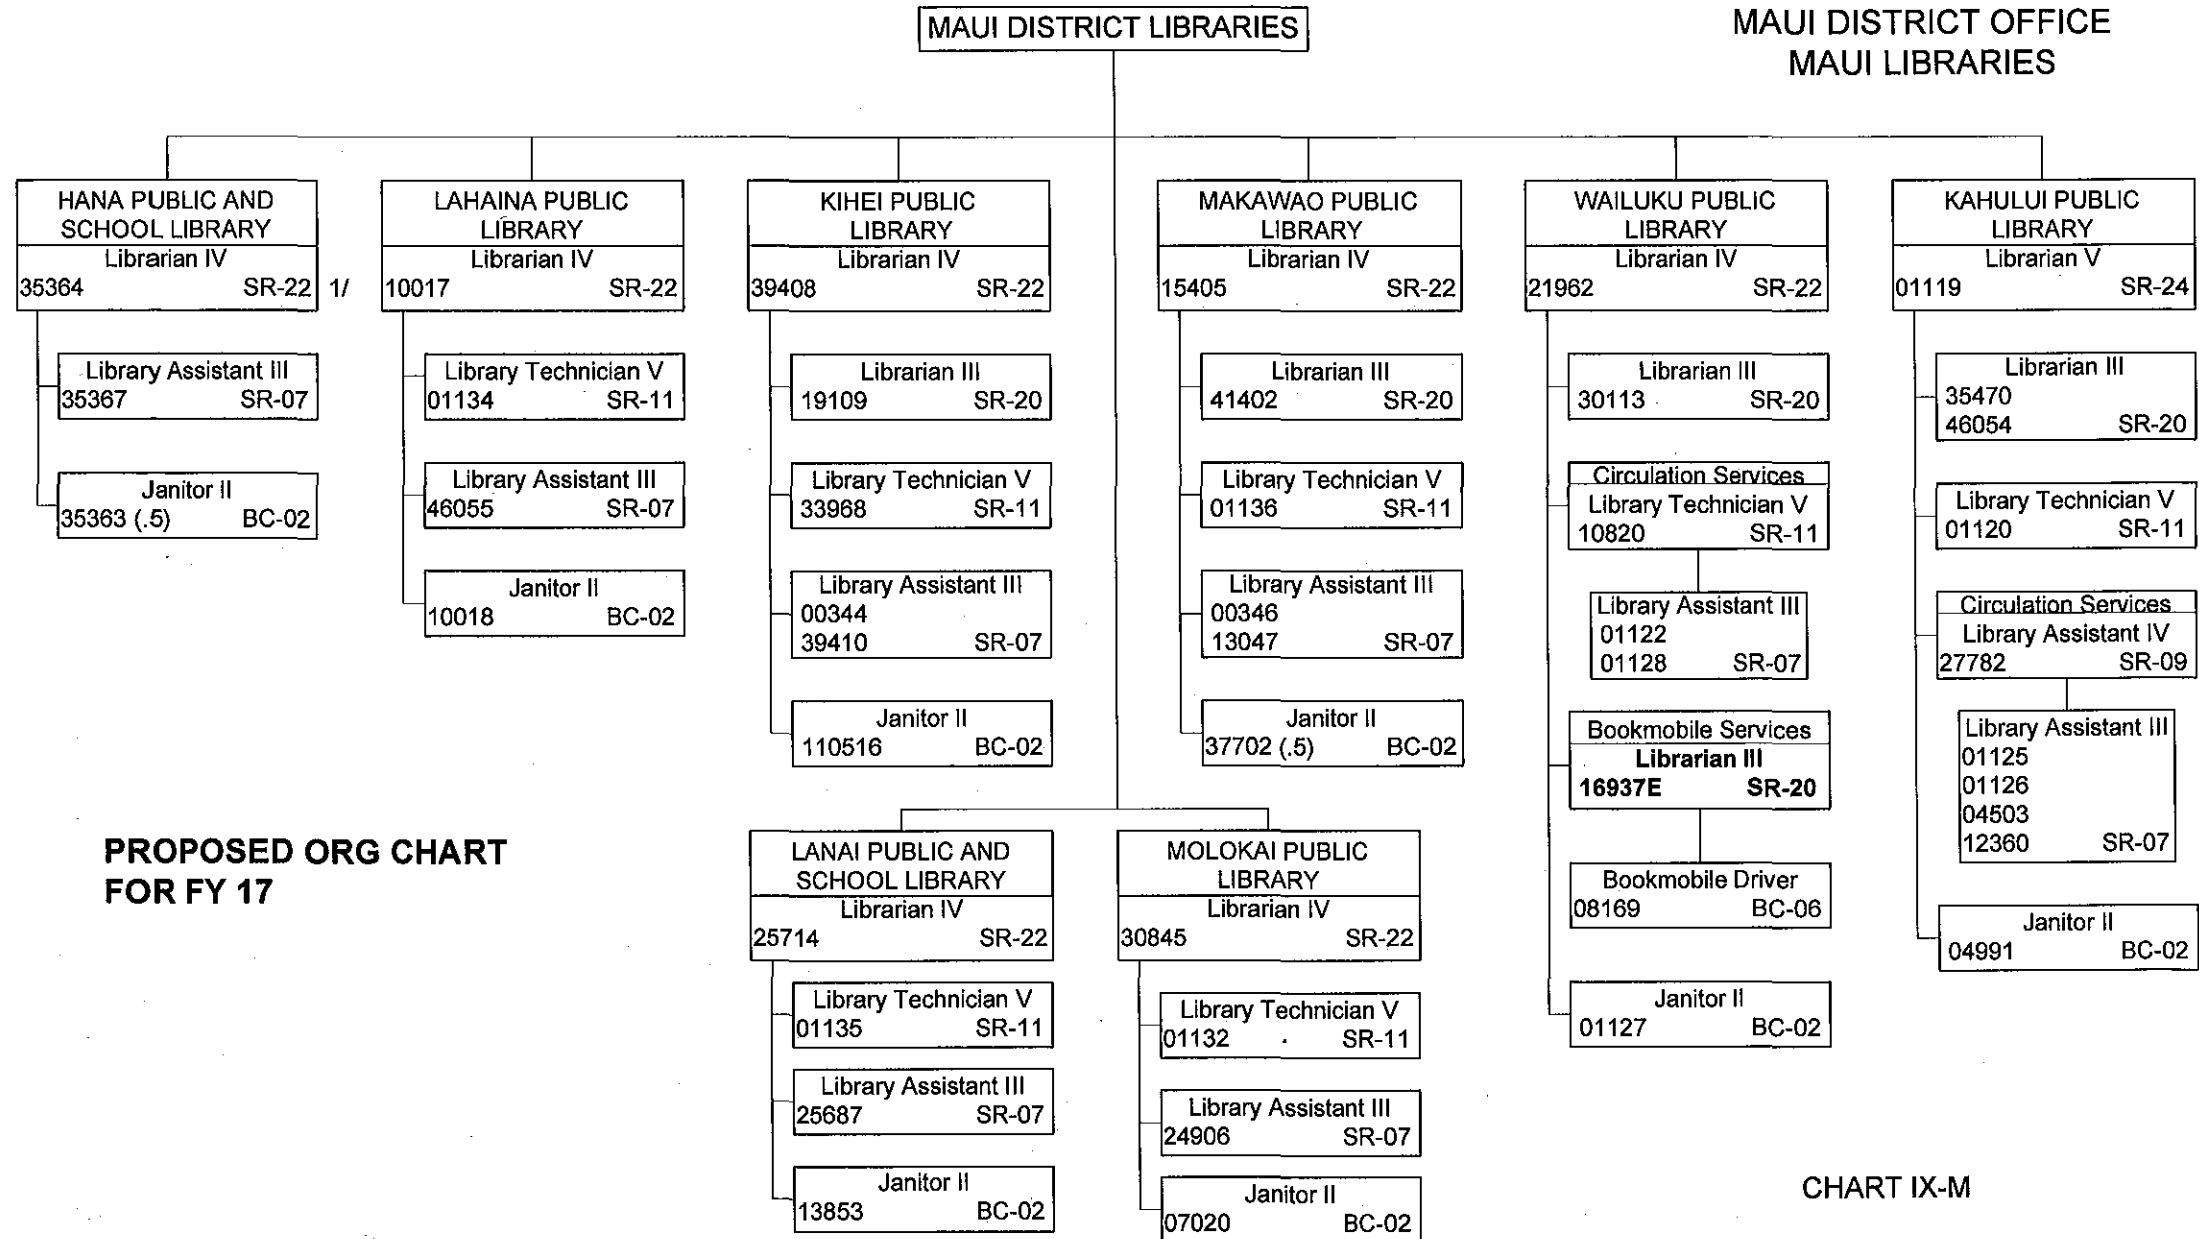 MAUI DISTRICT LIBRARIES
MAUI DISTRICT OFFICE
MAUI LIBRARIES
HANA PUBLIC AND
SCHOOL LIBRARY
Librarian IV
35364 SR-22 1/
Library Assistant III
35367 SR-07
Janitor II
35363 (.5) BC-02
LAHAINA PUBLIC
LIBRARY
Librarian IV
10017 SR-22
Library Technician V
01134 SR-11
Library Assistant III
46055 SR-07
Janitor II
10018 BC-02
KIHEI PUBLIC
LIBRARY
Librarian IV
39408 SR-22
Librarian III
19109 SR-20
Library Technician V
33968 SR-11
Library Assistant III
00344
39410 SR-07
Janitor II
110516 BC-02
MAKAWAO PUBLIC
LIBRARY
Librarian IV
15405 SR-22
Librarian III
41402 SR-20
Library Technician V
01136 SR-11
Library Assistant III
00346
13047 SR-07
Janitor II
37702 (.5) BC-02
WAILUKU PUBLIC
LIBRARY
Librarian IV
21962 SR-22
Librarian III
30113 SR-20
Circulation Services
Library Technician V
10820 SR-11
Library Assistant III
01122
01128 SR-07
Bookmobile Services
Librarian III
16937E SR-20
Bookmobile Driver
08169 BC-06
Janitor II
01127 BC-02
KAHULUI PUBLIC
LIBRARY
Librarian V
01119 SR-24
Librarian III
35470
46054 SR-20
Library Technician V
01120 SR-11
Circulation Services
Library Assistant IV
27782 SR-09
Library Assistant III
01125
01126
04503
12360 SR-07
Janitor II
04991 BC-02
PROPOSED ORG CHART
FOR FY 17
LANAI PUBLIC AND
SCHOOL LIBRARY
Librarian IV
25714 SR-22
Library Technician V
01135 SR-11
Library Assistant III
25687 SR-07
Janitor II
13853 BC-02
MOLOKAI PUBLIC
LIBRARY
Librarian IV
30845 SR-22
Library Technician V
01132 SR-11
Library Assistant III
24906 SR-07
Janitor II
07020 BC-02
CHART IX-M